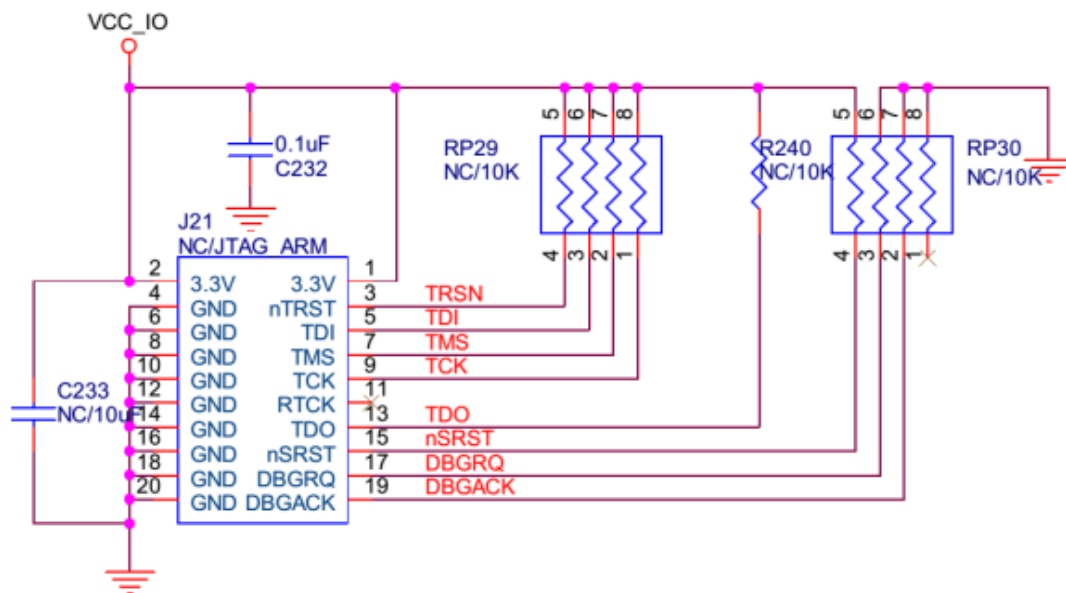 VCC_IO
0.1uF
C232
RP29
NC/10K
5
6
7
8
4
3
2
1
R240
NC/10K
5
6
7
8
4
3
2
1
RP30
NC/10K
J21
NC/JTAG ARM
2 3.3V 3.3V 1
4 GND nTRST 3 TRSN
6 GND TDI 5 TDI
8 GND TMS 7 TMS
10 GND TCK 9 TCK
12 GND RTCK 11
14 GND TDO 13 TDO
16 GND nSRST 15 nSRST
18 GND DBGRQ 17 DBGRQ
20 GND DBGACK 19 DBGACK
C233
NC/10uF